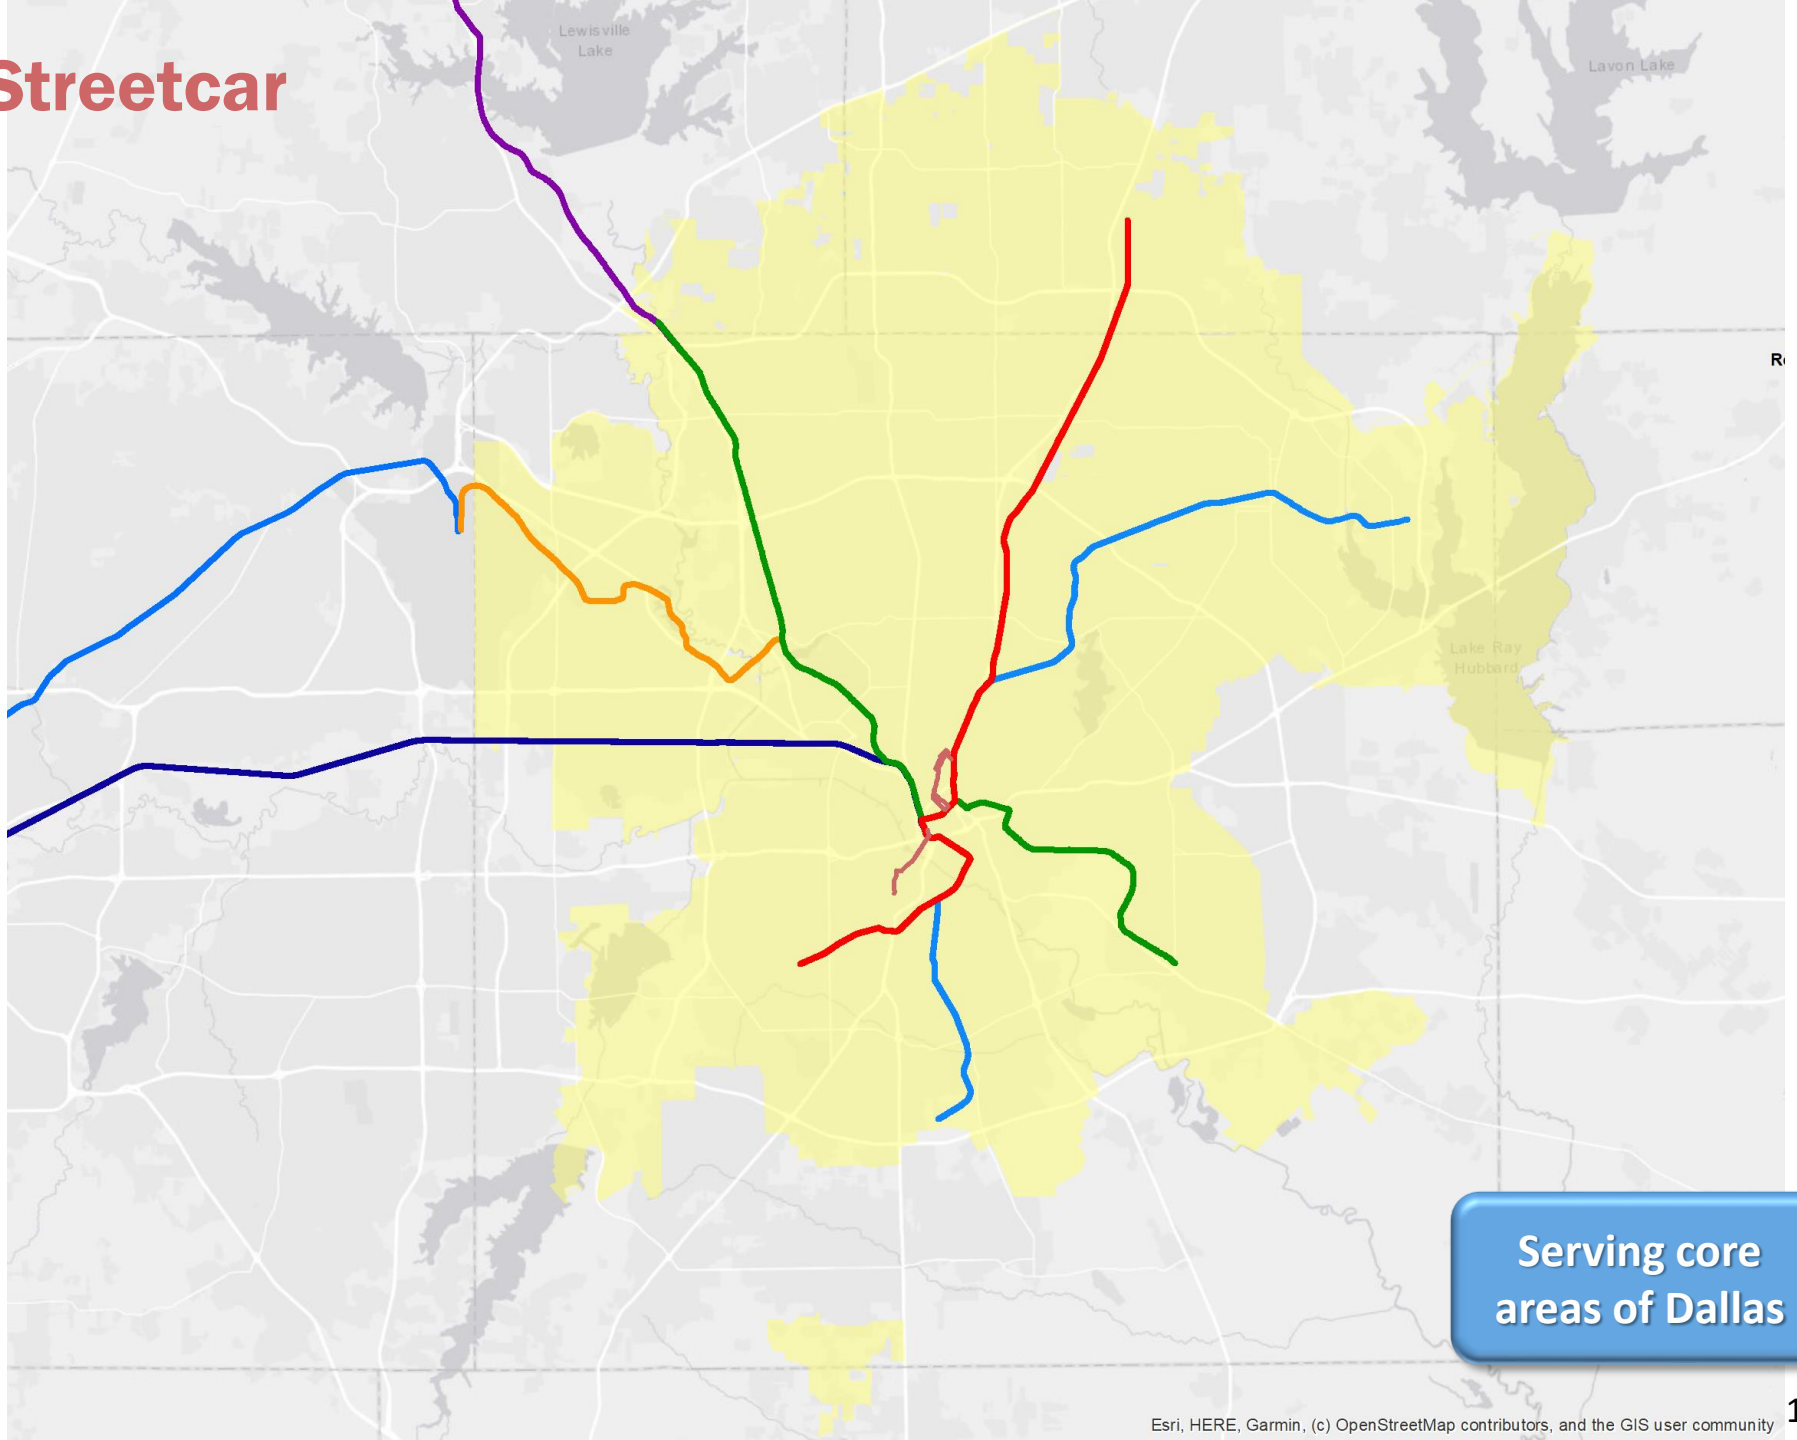 Streetcar
Lewisville
Lake
Lavon Lake
Lake Ray
Hubbard
Serving core
areas of Dallas
Esri, HERE, Garmin, (c) OpenStreetMap contributors, and the GIS user community